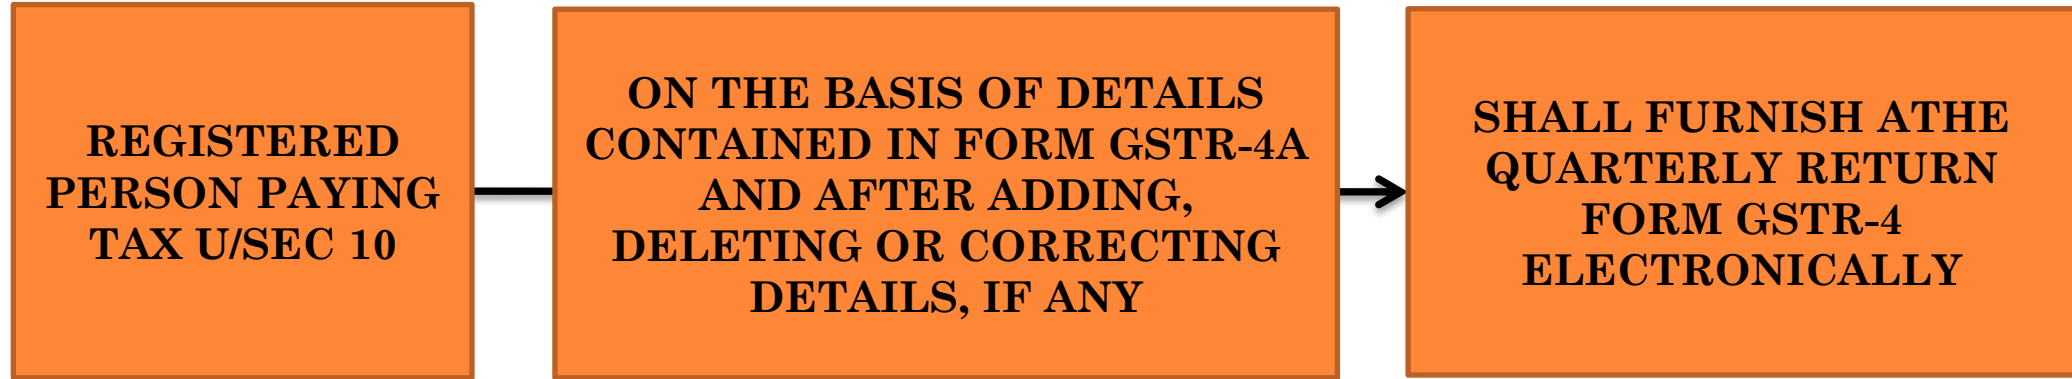 REGISTERED
PERSON PAYING
TAX U/SEC 10
ON THE BASIS OF DETAILS
CONTAINED IN FORM GSTR-4A
AND AFTER ADDING,
DELETING OR CORRECTING
DETAILS, IF ANY
SHALL FURNISH ATHE
QUARTERLY RETURN
FORM GSTR-4
ELECTRONICALLY